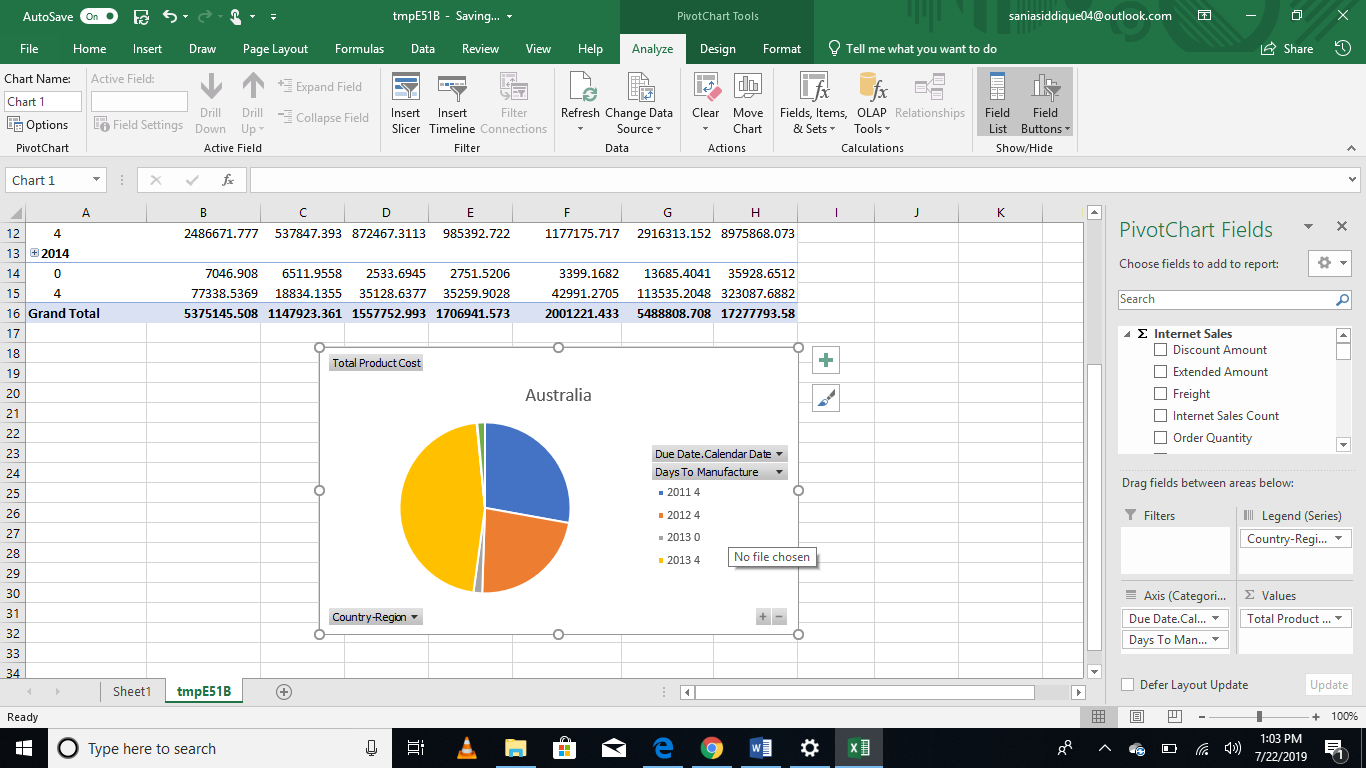 AutoSave On tmpE51B - Saving... PivotChart Tools saniasiddique04@outlook.com
File Home Insert Draw Page Layout Formulas Data Review View Help Analyze Design Format Tell me what you want to do Share
Chart Name:
Chart 1
Options
PivotChart
Active Field:
Field Settings
Drill Down
Drill Up
Expand Field
Collapse Field
Active Field
Insert Slicer
Insert Timeline
Filter Connections
Filter
Refresh
Change Data Source
Data
Clear
Move Chart
Actions
Fields, Items, & Sets
OLAP Tools
Relationships
Calculations
Field List
Field Buttons
Show/Hide
Chart 1 fx
A B C D E F G H I J K
12 4 2486671.777 537847.393 872467.3113 985392.722 1177175.717 2916313.152 8975868.073
13 2014
14 0 7046.908 6511.9558 2533.6945 2751.5206 3399.1682 13685.4041 35928.6512
15 4 77338.5369 18834.1355 35128.6377 35259.9028 42991.2705 113535.2048 323087.6882
16 Grand Total 5375145.508 1147923.361 1557752.993 1706941.573 2001221.433 5488808.708 17277793.58
17
18
19
20
21
22
23
24
25
26
27
28
29
30
31
32
33
34
Total Product Cost
Australia
Due Date.Calendar Date
Days To Manufacture
2011 4
2012 4
2013 0
2013 4
No file chosen
Country-Region
+ −
PivotChart Fields
Choose fields to add to report:
Search
Σ Internet Sales
Discount Amount
Extended Amount
Freight
Internet Sales Count
Order Quantity
Drag fields between areas below:
Filters
Legend (Series)
Country-Regi...
Axis (Categori...
Due Date.Cal...
Days To Man...
Σ Values
Total Product ...
Defer Layout Update Update
Sheet1 tmpE51B
Ready 100%
Type here to search
1:03 PM
7/22/2019
1